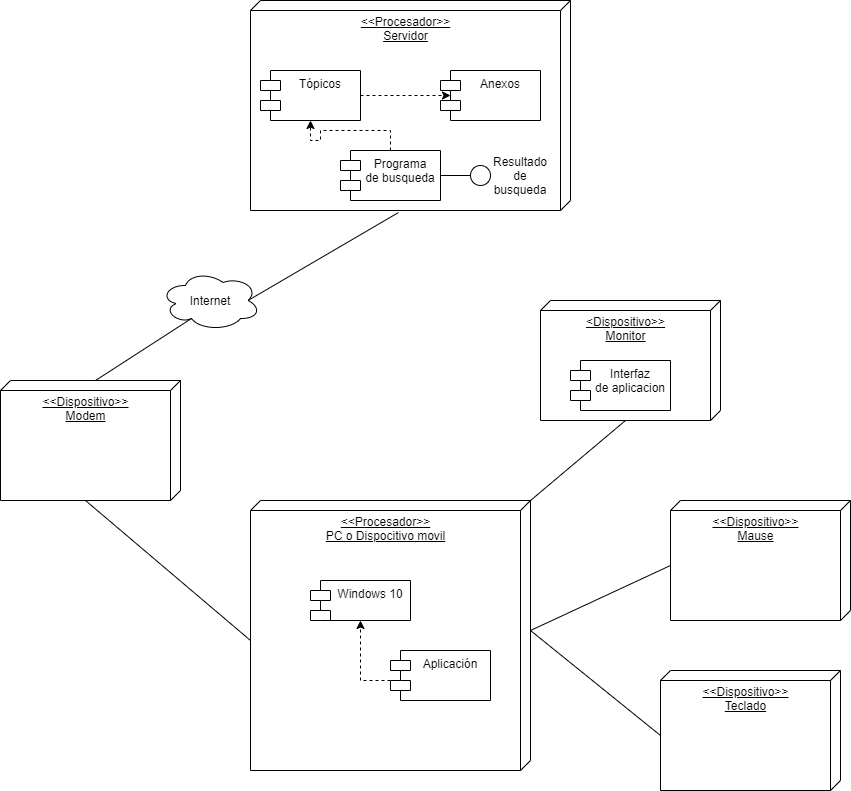 <<Procesador>>
Servidor
Tópicos
Anexos
Programa
de busqueda
Resultado
de
busqueda
Internet
<Dispositivo>>
Monitor
Interfaz
de aplicacion
<<Dispositivo>>
Modem
<<Procesador>>
PC o Dispocitivo movil
Windows 10
Aplicación
<<Dispositivo>>
Mause
<<Dispositivo>>
Teclado